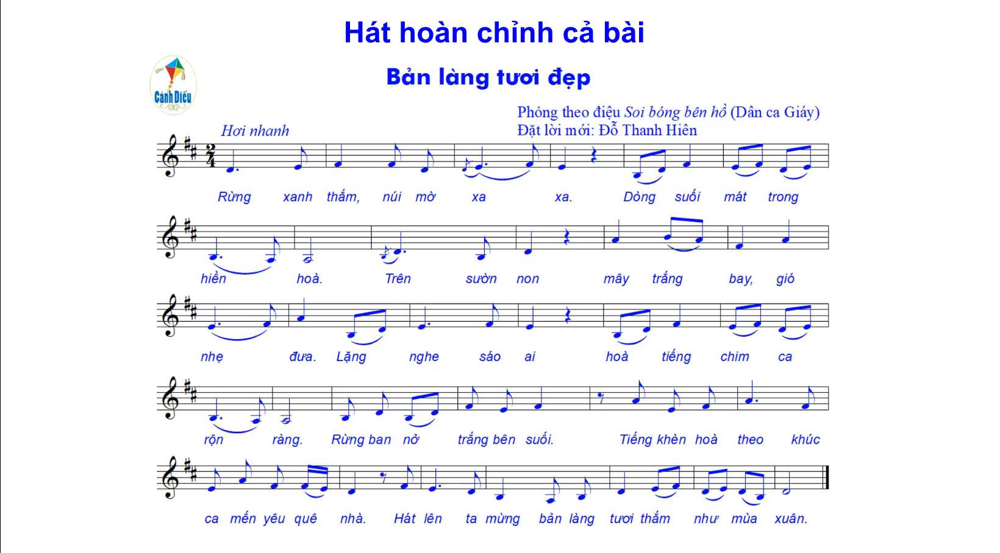 Hát hoàn chỉnh cả bài
Bản làng tươi đẹp
Cánh Diều
Phỏng theo điệu Soi bóng bên hồ (Dân ca Giáy)
Hơi nhanh
Đặt lời mới: Đỗ Thanh Hiên
2
4
Rừng xanh thắm, núi mờ xa xa. Dòng suối mát trong
hiền hoà. Trên sườn non mây trắng bay, gió
nhẹ đưa. Lặng nghe sáo ai hoà tiếng chim ca
rộn ràng. Rừng ban nở trắng bên suối. Tiếng khèn hoà theo khúc
ca mến yêu quê nhà. Hát lên ta mừng bản làng tươi thắm như mùa xuân.